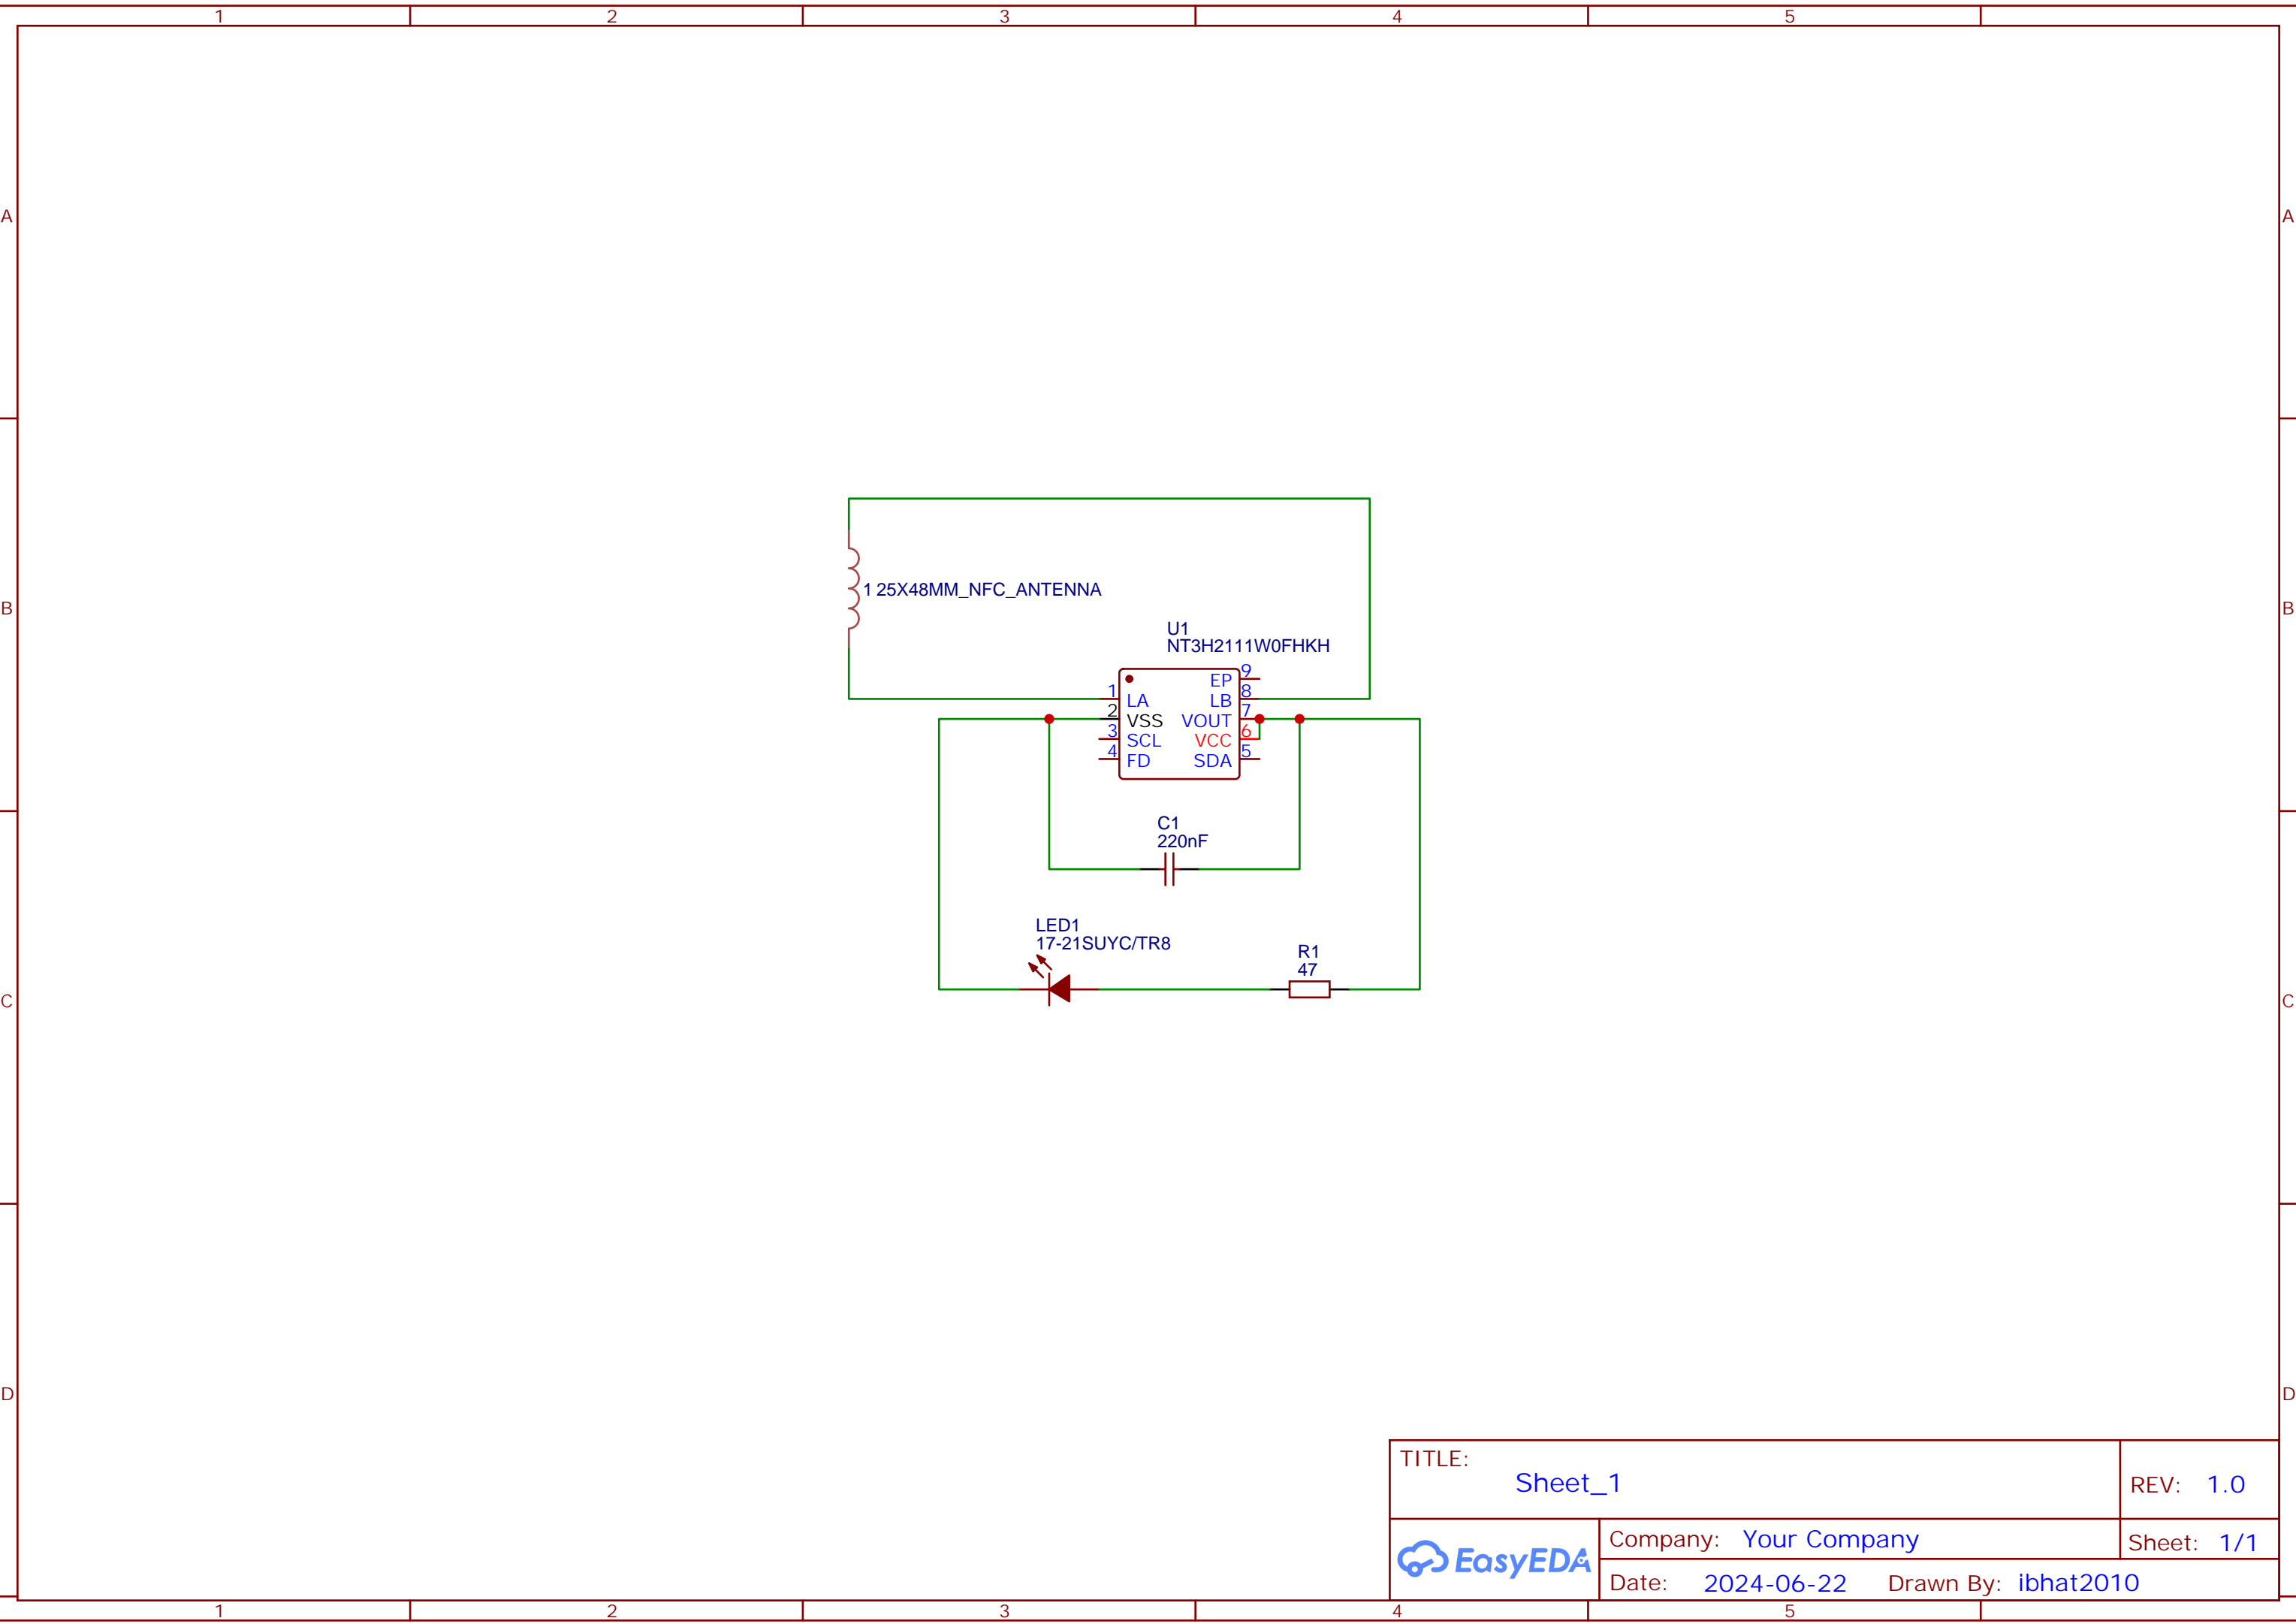 1 2 3 4 5
A A
1 25X48MM_NFC_ANTENNA
B B
U1
NT3H2111W0FHKH
EP 9
1 LA LB 8
2 VSS VOUT 7
3 SCL VCC 6
4 FD SDA 5
C1
220nF
LED1
17-21SUYC/TR8
R1
47
C C
D D
TITLE:
Sheet_1
REV: 1.0
EasyEDA
Company: Your Company
Sheet: 1/1
Date: 2024-06-22 Drawn By: ibhat2010
1 2 3 4 5